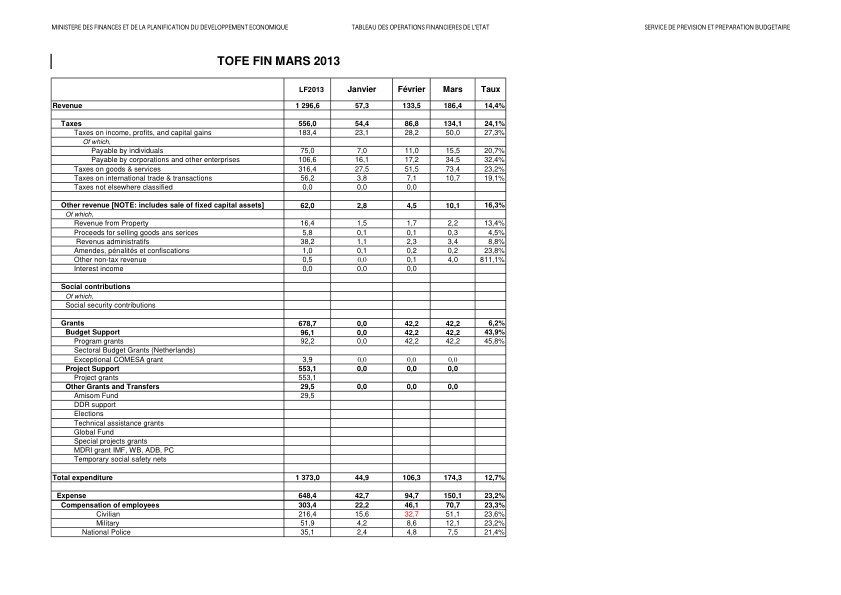 MINISTERE DES FINANCES ET DE LA PLANIFICATION DU DEVELOPPEMENT ECONOMIQUE TABLEAU DES OPERATIONS FINANCIERES DE L'ETAT SERVICE DE PREVISION ET PREPARATION BUDGETAIRE
TOFE FIN MARS 2013
LF2013 Janvier Février Mars Taux
Revenue 1 296,6 57,3 133,5 186,4 14,4%
Taxes 556,0 54,4 86,8 134,1 24,1%
Taxes on income, profits, and capital gains 183,4 23,1 28,2 50,0 27,3%
Of which,
Payable by individuals 75,0 7,0 11,0 15,5 20,7%
Payable by corporations and other enterprises 106,6 16,1 17,2 34,5 32,4%
Taxes on goods & services 316,4 27,5 51,5 73,4 23,2%
Taxes on international trade & transactions 56,2 3,8 7,1 10,7 19,1%
Taxes not elsewhere classified 0,0 0,0 0,0
Other revenue [NOTE: includes sale of fixed capital assets] 62,0 2,8 4,5 10,1 16,3%
Of which,
Revenue from Property 16,4 1,5 1,7 2,2 13,4%
Proceeds for selling goods ans serices 5,8 0,1 0,1 0,3 4,5%
Revenus administratifs 38,2 1,1 2,3 3,4 8,8%
Amendes, pénalités et confiscations 1,0 0,1 0,2 0,2 23,8%
Other non-tax revenue 0,5 0,0 0,1 4,0 811,1%
Interest income 0,0 0,0 0,0
Social contributions
Of which,
Social security contributions
Grants 678,7 0,0 42,2 42,2 6,2%
Budget Support 96,1 0,0 42,2 42,2 43,9%
Program grants 92,2 0,0 42,2 42,2 45,8%
Sectoral Budget Grants (Netherlands)
Exceptional COMESA grant 3,9 0,0 0,0 0,0
Project Support 553,1 0,0 0,0 0,0
Project grants 553,1
Other Grants and Transfers 29,5 0,0 0,0 0,0
Amisom Fund 29,5
DDR support
Elections
Technical assistance grants
Global Fund
Special projects grants
MDRI grant IMF, WB, ADB, PC
Temporary social safety nets
Total expenditure 1 373,0 44,9 106,3 174,3 12,7%
Expense 648,4 42,7 94,7 150,1 23,2%
Compensation of employees 303,4 22,2 46,1 70,7 23,3%
Civilian 216,4 15,6 32,7 51,1 23,6%
Military 51,9 4,2 8,6 12,1 23,2%
National Police 35,1 2,4 4,8 7,5 21,4%